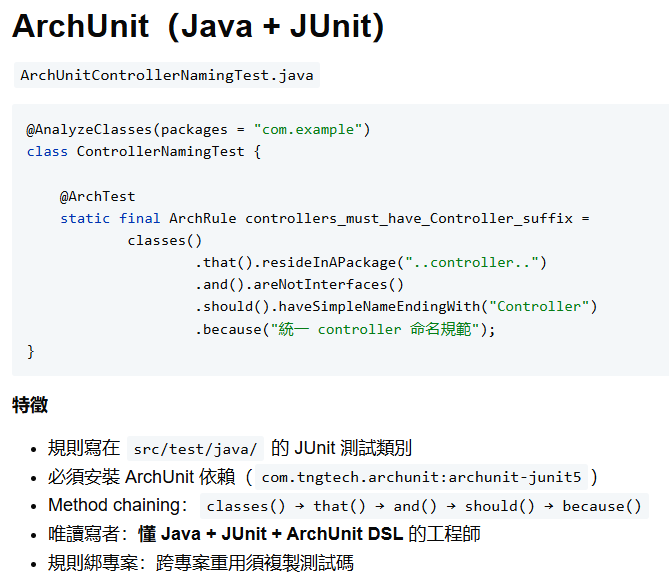 ArchUnit（Java + JUnit）
ArchUnitControllerNamingTest.java
@AnalyzeClasses(packages = "com.example")
class ControllerNamingTest {
@ArchTest
static final ArchRule controllers_must_have_Controller_suffix =
classes()
.that().resideInAPackage("..controller..")
.and().areNotInterfaces()
.should().haveSimpleNameEndingWith("Controller")
.because("統一 controller 命名規範");
}
特徵
• 規則寫在 src/test/java/ 的 JUnit 測試類別
• 必須安裝 ArchUnit 依賴（com.tngtech.archunit:archunit-junit5）
• Method chaining：classes() → that() → and() → should() → because()
• 唯讀寫者：懂 Java + JUnit + ArchUnit DSL 的工程師
• 規則綁專案：跨專案重用須複製測試碼